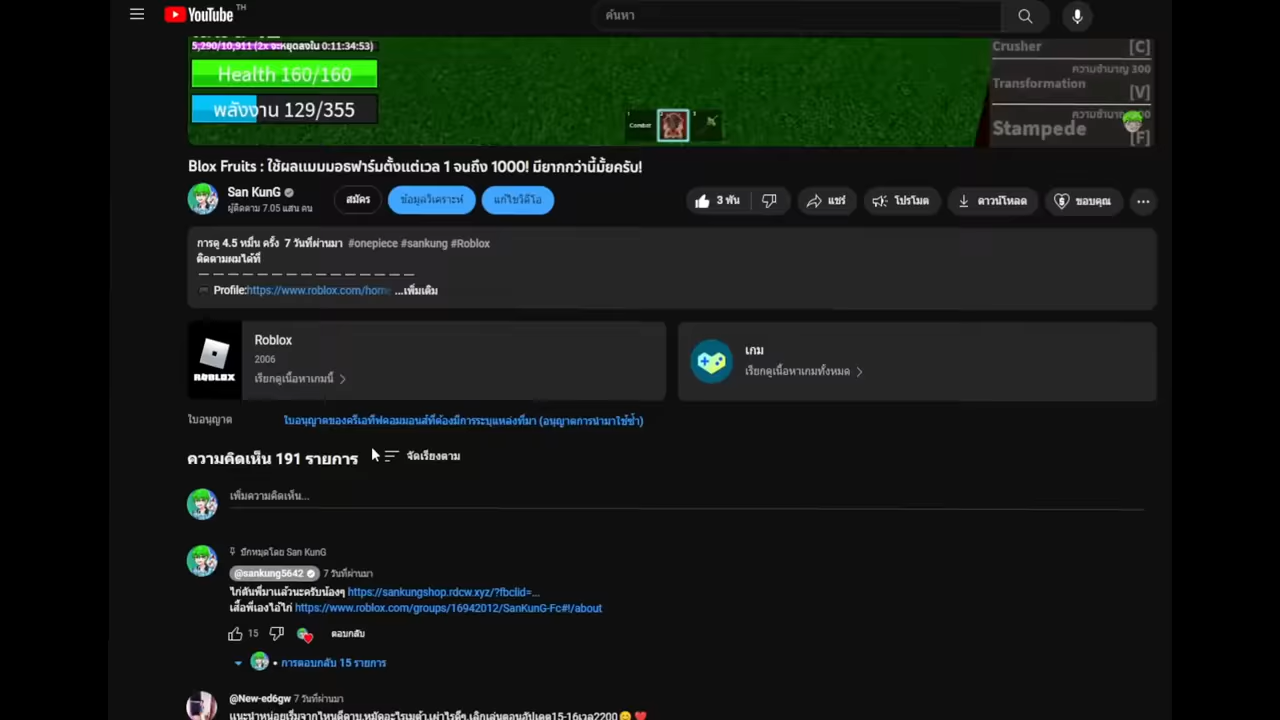 YouTube TH
ค้นหา
5,290/10,911 (2x จะหยุดลงใน 0:11:34:53)
Health 160/160
พลังงาน 129/355
Combat
Crusher [C]
ความชำนาญ 300
Transformation [V]
Stampede [F]
Blox Fruits : ใช้ผลแมมมอธฟาร์มตั้งแต่เวล 1 จนถึง 1000! มียากกว่านี้มั้ยครับ!
San KunG
ผู้ติดตาม 7.05 แสน คน
สมัคร
ข้อมูลวิเคราะห์
แก้ไขวิดีโอ
3 พัน
แชร์
โปรโมต
ดาวน์โหลด
ขอบคุณ
การดู 4.5 หมื่น ครั้ง 7 วันที่ผ่านมา #onepiece #sankung #Roblox
ติดตามผมได้ที่
— — — — — — — — — — — — — — —
Profile:https://www.roblox.com/home ...เพิ่มเติม
ROBLOX
Roblox
2006
เรียกดูเนื้อหาเกมนี้
เกม
เรียกดูเนื้อหาเกมทั้งหมด
ใบอนุญาต
ใบอนุญาตของครีเอทีฟคอมมอนส์ที่ต้องมีการระบุแหล่งที่มา (อนุญาตการนำมาใช้ซ้ำ)
ความคิดเห็น 191 รายการ
จัดเรียงตาม
เพิ่มความคิดเห็น...
ปักหมุดโดย San KunG
@sankung5642 7 วันที่ผ่านมา
ไก่ตันพี่มาแล้วนะครับน้องๆ https://sankungshop.rdcw.xyz/?fbclid=...
เสื้อพี่เองไอ้ไก่ https://www.roblox.com/groups/16942012/SanKunG-Fc#!/about
15
ตอบกลับ
• การตอบกลับ 15 รายการ
@New-ed6gw 7 วันที่ผ่านมา